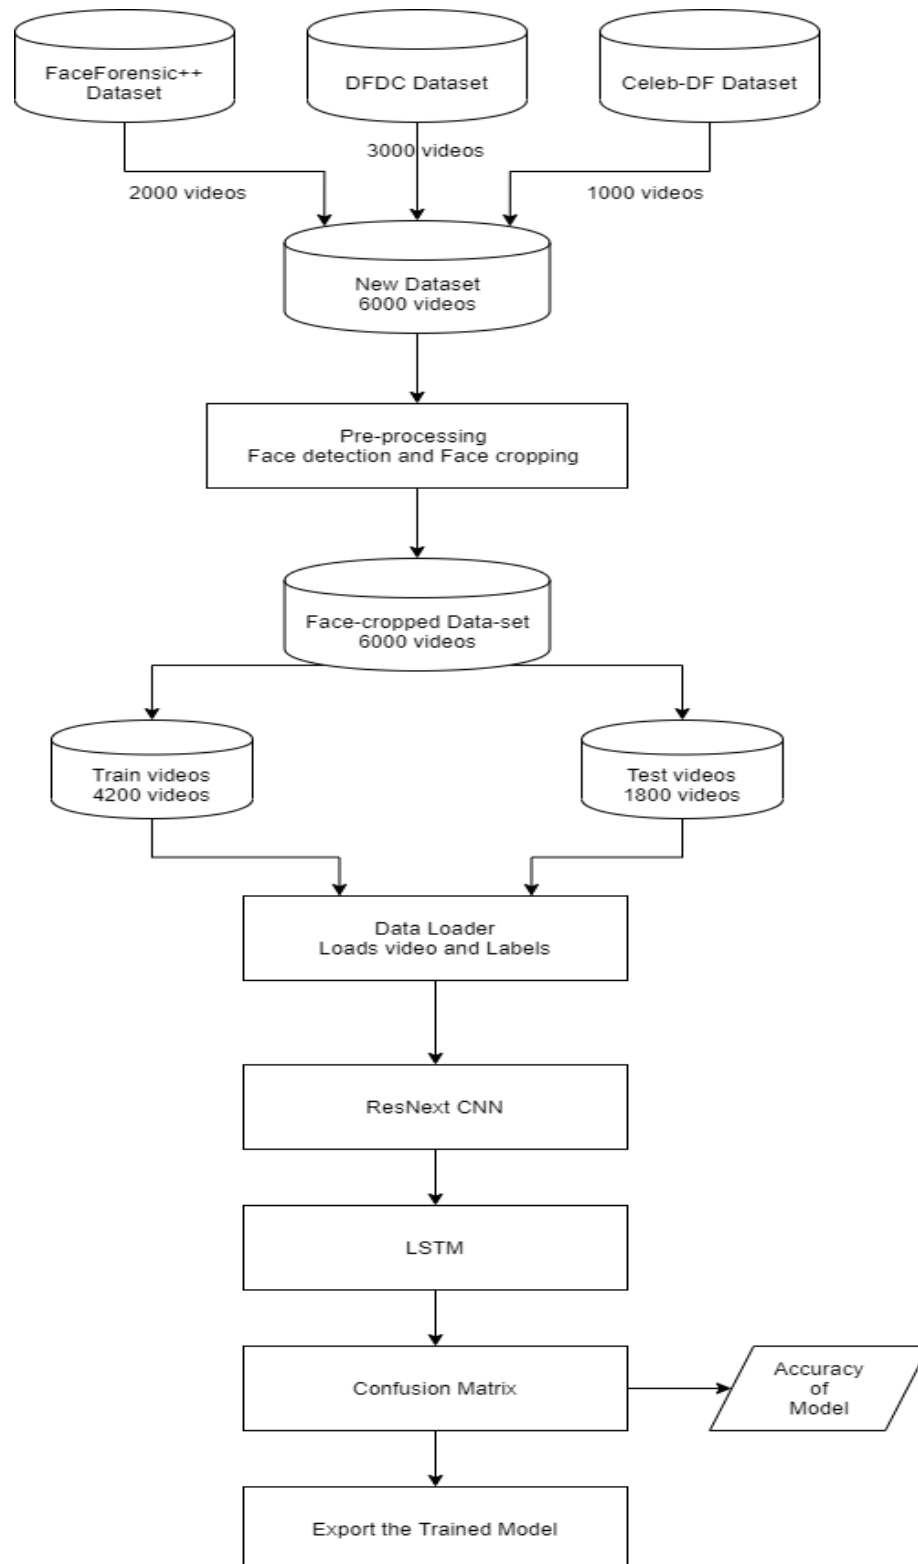 FaceForensic++
Dataset
DFDC Dataset
Celeb-DF Dataset
3000 videos
2000 videos
1000 videos
New Dataset
6000 videos
Pre-processing
Face detection and Face cropping
Face-cropped Data-set
6000 videos
Train videos
4200 videos
Test videos
1800 videos
Data Loader
Loads video and Labels
ResNext CNN
LSTM
Confusion Matrix
Accuracy
of
Model
Export the Trained Model